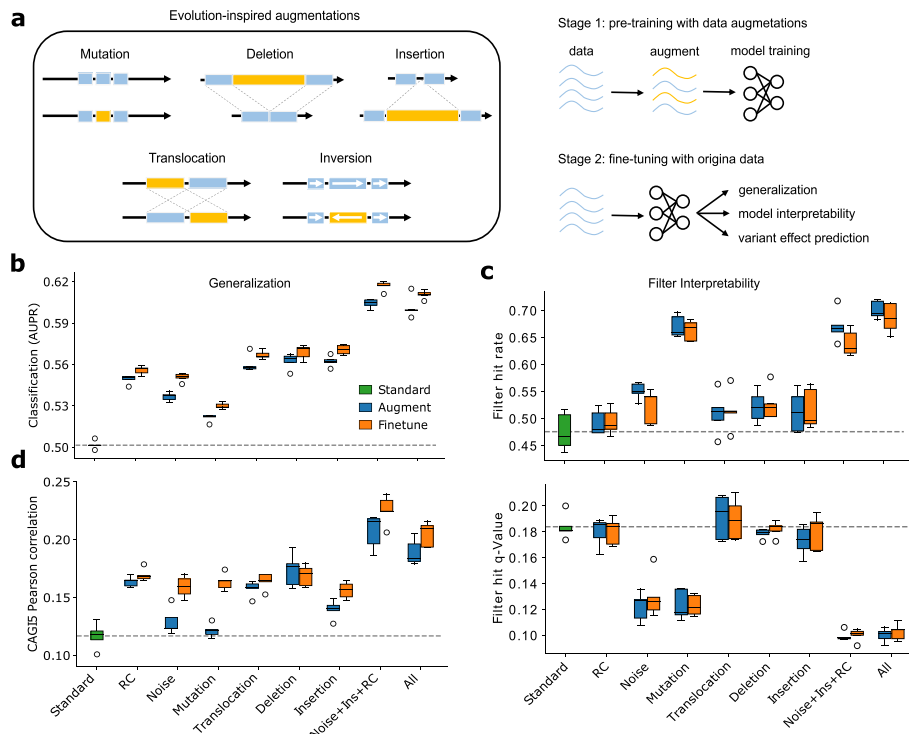 a
Evolution-inspired augmentations
Mutation
Deletion
Insertion
Translocation
Inversion
Stage 1: pre-training with data augmetations
data
augment
model training
Stage 2: fine-tuning with origina data
generalization
model interpretability
variant effect prediction
b
Generalization
Classification (AUPR)
0.62
0.59
0.56
0.53
0.50
Standard
Augment
Finetune
c
Filter Interpretability
Filter hit rate
0.70
0.65
0.60
0.55
0.50
0.45
d
CAGI5 Pearson correlation
0.25
0.20
0.15
0.10
Standard
RC
Noise
Mutation
Translocation
Deletion
Insertion
Noise+Ins+RC
All
Filter hit q-Value
0.20
0.18
0.16
0.14
0.12
0.10
Standard
RC
Noise
Mutation
Translocation
Deletion
Insertion
Noise+Ins+RC
All